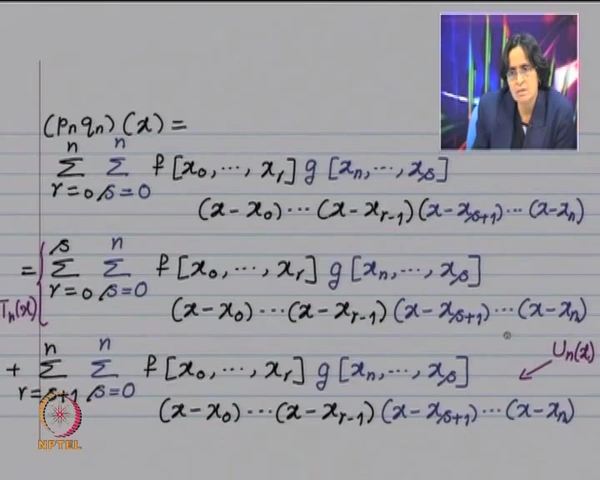 (pₙ qₙ)(x) =
n n
Σ Σ f[x₀, ⋯, xᵣ] g[xₙ, ⋯, xₛ]
r=0, s=0
(x-x₀)⋯(x-xᵣ₋₁)(x-xₛ₊₁)⋯(x-xₙ)
s n
= { Σ Σ f[x₀, ⋯, xᵣ] g[xₙ, ⋯, xₛ]
r=0, s=0
Tₙ(x) (x-x₀)⋯(x-xᵣ₋₁)(x-xₛ₊₁)⋯(x-xₙ)
n n Uₙ(x)
+ Σ Σ f[x₀, ⋯, xᵣ] g[xₙ, ⋯, xₛ]
r=s+1, s=0
(x-x₀)⋯(x-xᵣ₋₁)(x-xₛ₊₁)⋯(x-xₙ)
NPTEL